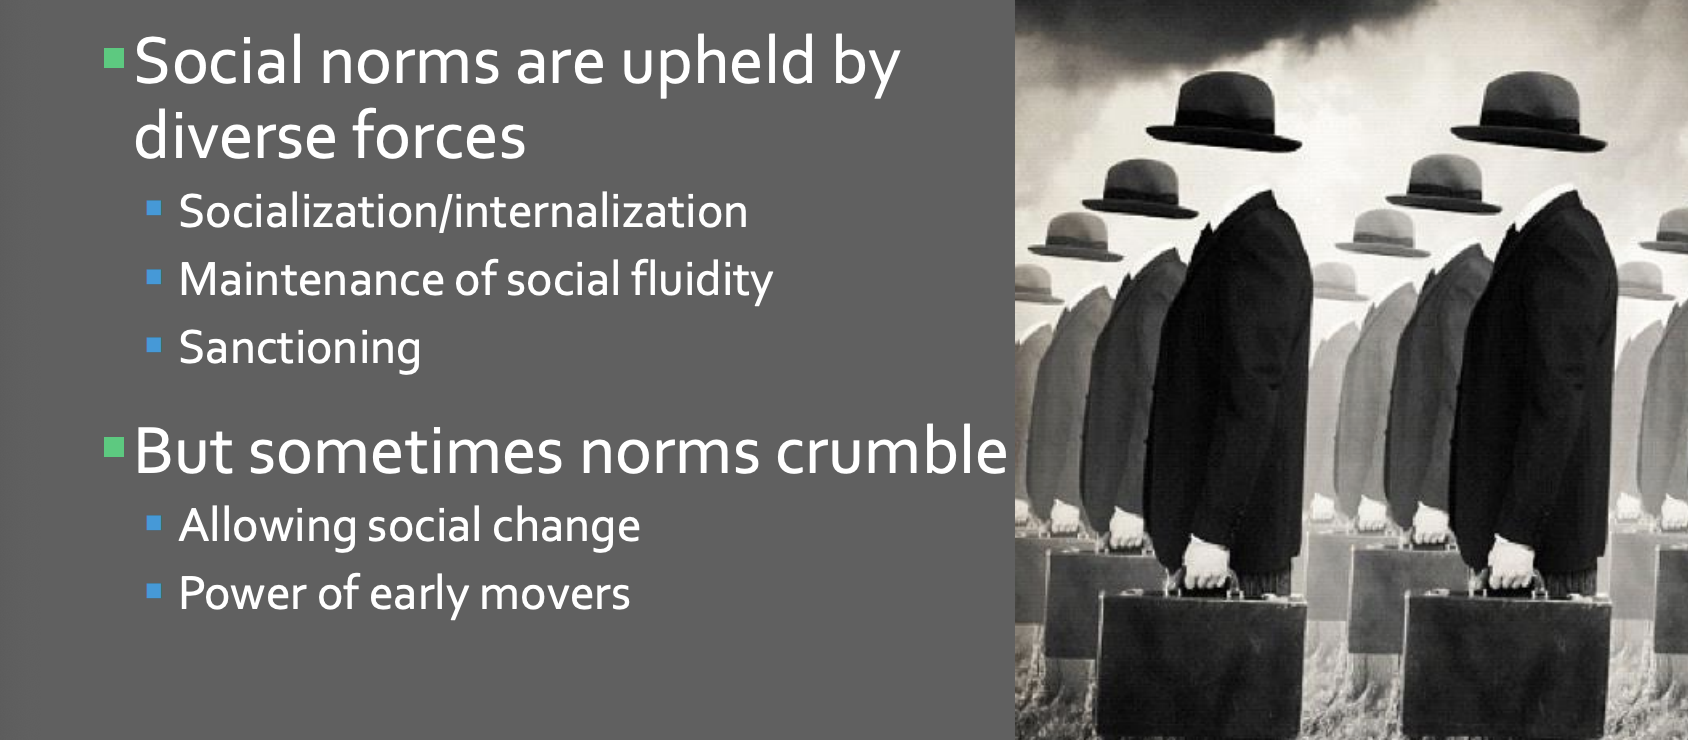 Social norms are upheld by
diverse forces
Socialization/internalization
Maintenance of social fluidity
Sanctioning
But sometimes norms crumble
Allowing social change
Power of early movers